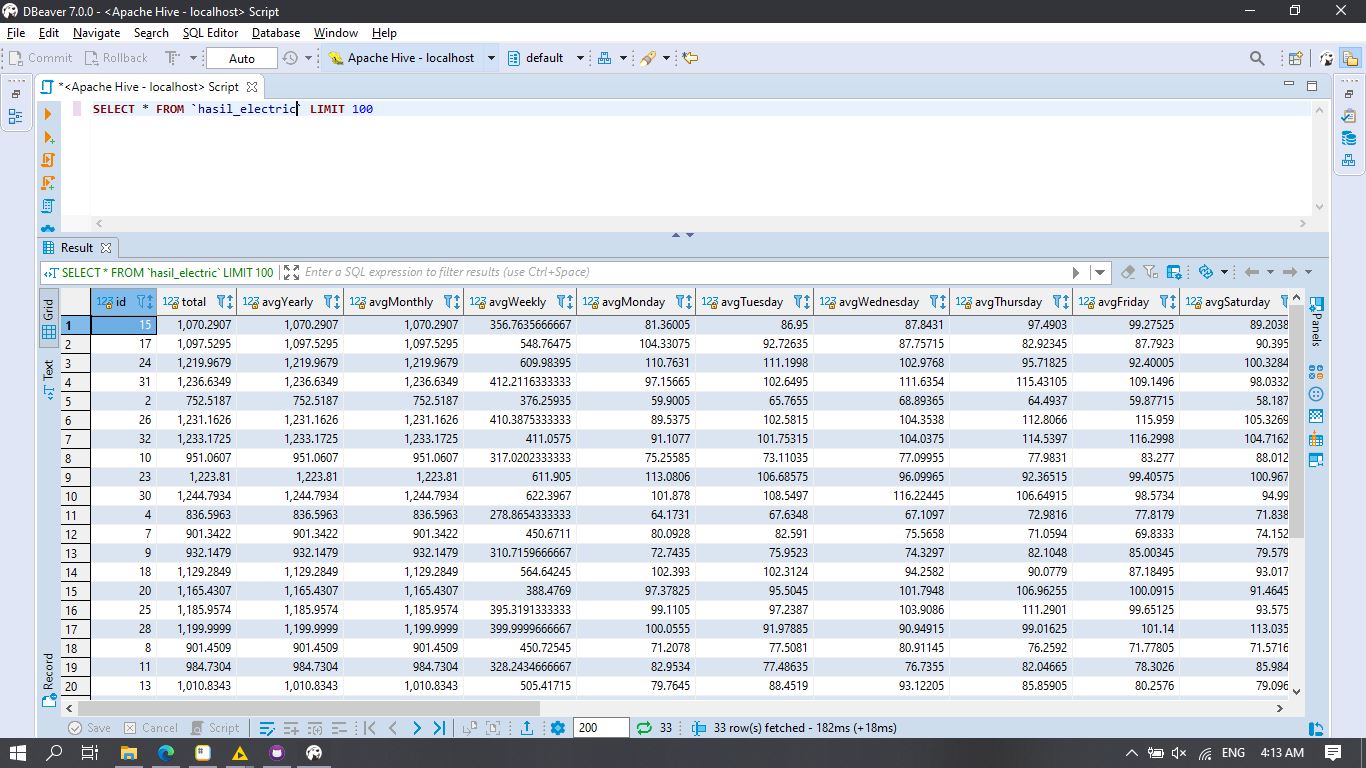 DBeaver 7.0.0 - <Apache Hive - localhost> Script
File Edit Navigate Search SQL Editor Database Window Help
Commit Rollback Auto Apache Hive - localhost default
*<Apache Hive - localhost> Script
SELECT * FROM `hasil_electric` LIMIT 100
Result
SELECT * FROM `hasil_electric` LIMIT 100 Enter a SQL expression to filter results (use Ctrl+Space)
Grid
Text
Record
Panels
123 id 123 total 123 avgYearly 123 avgMonthly 123 avgWeekly 123 avgMonday 123 avgTuesday 123 avgWednesday 123 avgThursday 123 avgFriday 123 avgSaturday
1 15 1,070.2907 1,070.2907 1,070.2907 356.7635666667 81.36005 86.95 87.8431 97.4903 99.27525 89.2038
2 17 1,097.5295 1,097.5295 1,097.5295 548.76475 104.33075 92.72635 87.75715 82.92345 87.7923 90.395
3 24 1,219.9679 1,219.9679 1,219.9679 609.98395 110.7631 111.1998 102.9768 95.71825 92.40005 100.3284
4 31 1,236.6349 1,236.6349 1,236.6349 412.2116333333 97.15665 102.6495 111.6354 115.43105 109.1496 98.0332
5 2 752.5187 752.5187 752.5187 376.25935 59.9005 65.7655 68.89365 64.4937 59.87715 58.187
6 26 1,231.1626 1,231.1626 1,231.1626 410.3875333333 89.5375 102.5815 104.3538 112.8066 115.959 105.3269
7 32 1,233.1725 1,233.1725 1,233.1725 411.0575 91.1077 101.75315 104.0375 114.5397 116.2998 104.7162
8 10 951.0607 951.0607 951.0607 317.0202333333 75.25585 73.11035 77.09955 77.9831 83.277 88.012
9 23 1,223.81 1,223.81 1,223.81 611.905 113.0806 106.68575 96.09965 92.36515 99.40575 100.967
10 30 1,244.7934 1,244.7934 1,244.7934 622.3967 101.878 108.5497 116.22445 106.64915 98.5734 94.99
11 4 836.5963 836.5963 836.5963 278.8654333333 64.1731 67.6348 67.1097 72.9816 77.8179 71.838
12 7 901.3422 901.3422 901.3422 450.6711 80.0928 82.591 75.5658 71.0594 69.8333 74.152
13 9 932.1479 932.1479 932.1479 310.7159666667 72.7435 75.9523 74.3297 82.1048 85.00345 79.579
14 18 1,129.2849 1,129.2849 1,129.2849 564.64245 102.393 102.3124 94.2582 90.0779 87.18495 93.017
15 20 1,165.4307 1,165.4307 1,165.4307 388.4769 97.37825 95.5045 101.7948 106.96255 100.0915 91.4645
16 25 1,185.9574 1,185.9574 1,185.9574 395.3191333333 99.1105 97.2387 103.9086 111.2901 99.65125 93.575
17 28 1,199.9999 1,199.9999 1,199.9999 399.9999666667 100.0555 91.97885 90.94915 99.01625 101.14 113.035
18 8 901.4509 901.4509 901.4509 450.72545 71.2078 77.5081 80.91145 76.2592 71.77805 71.5716
19 11 984.7304 984.7304 984.7304 328.2434666667 82.9534 77.48635 76.7355 82.04665 78.3026 85.984
20 13 1,010.8343 1,010.8343 1,010.8343 505.41715 79.7645 88.4519 93.12205 85.85905 80.2576 79.096
Save Cancel Script 200 33 33 row(s) fetched - 182ms (+18ms)
ENG 4:13 AM